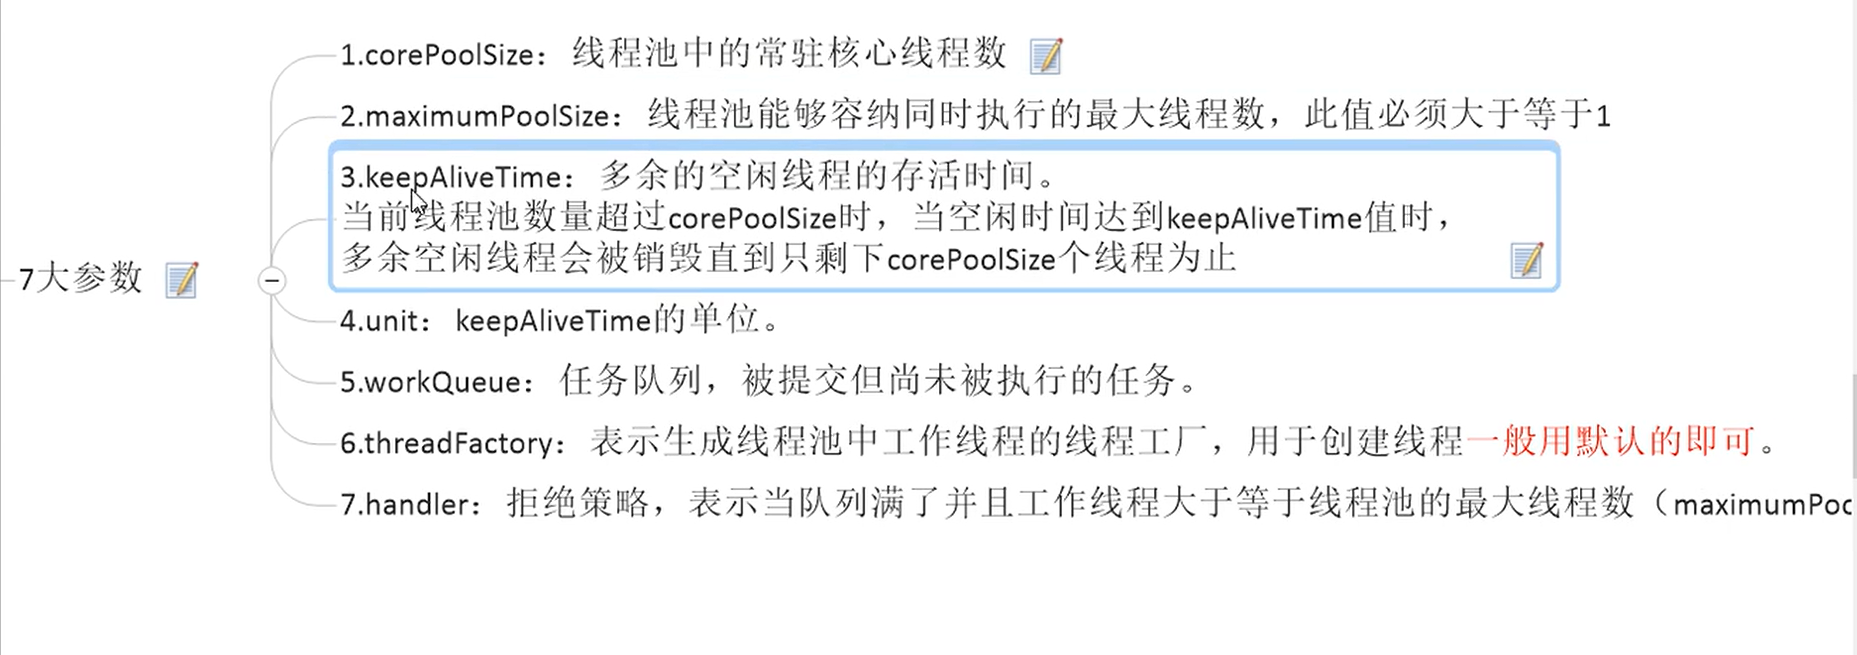 7大参数
1.corePoolSize：线程池中的常驻核心线程数
2.maximumPoolSize：线程池能够容纳同时执行的最大线程数，此值必须大于等于1
3.keepAliveTime：多余的空闲线程的存活时间。
当前线程池数量超过corePoolSize时，当空闲时间达到keepAliveTime值时，
多余空闲线程会被销毁直到只剩下corePoolSize个线程为止
4.unit：keepAliveTime的单位。
5.workQueue：任务队列，被提交但尚未被执行的任务。
6.threadFactory：表示生成线程池中工作线程的线程工厂，用于创建线程一般用默认的即可。
7.handler：拒绝策略，表示当队列满了并且工作线程大于等于线程池的最大线程数（maximumPoo